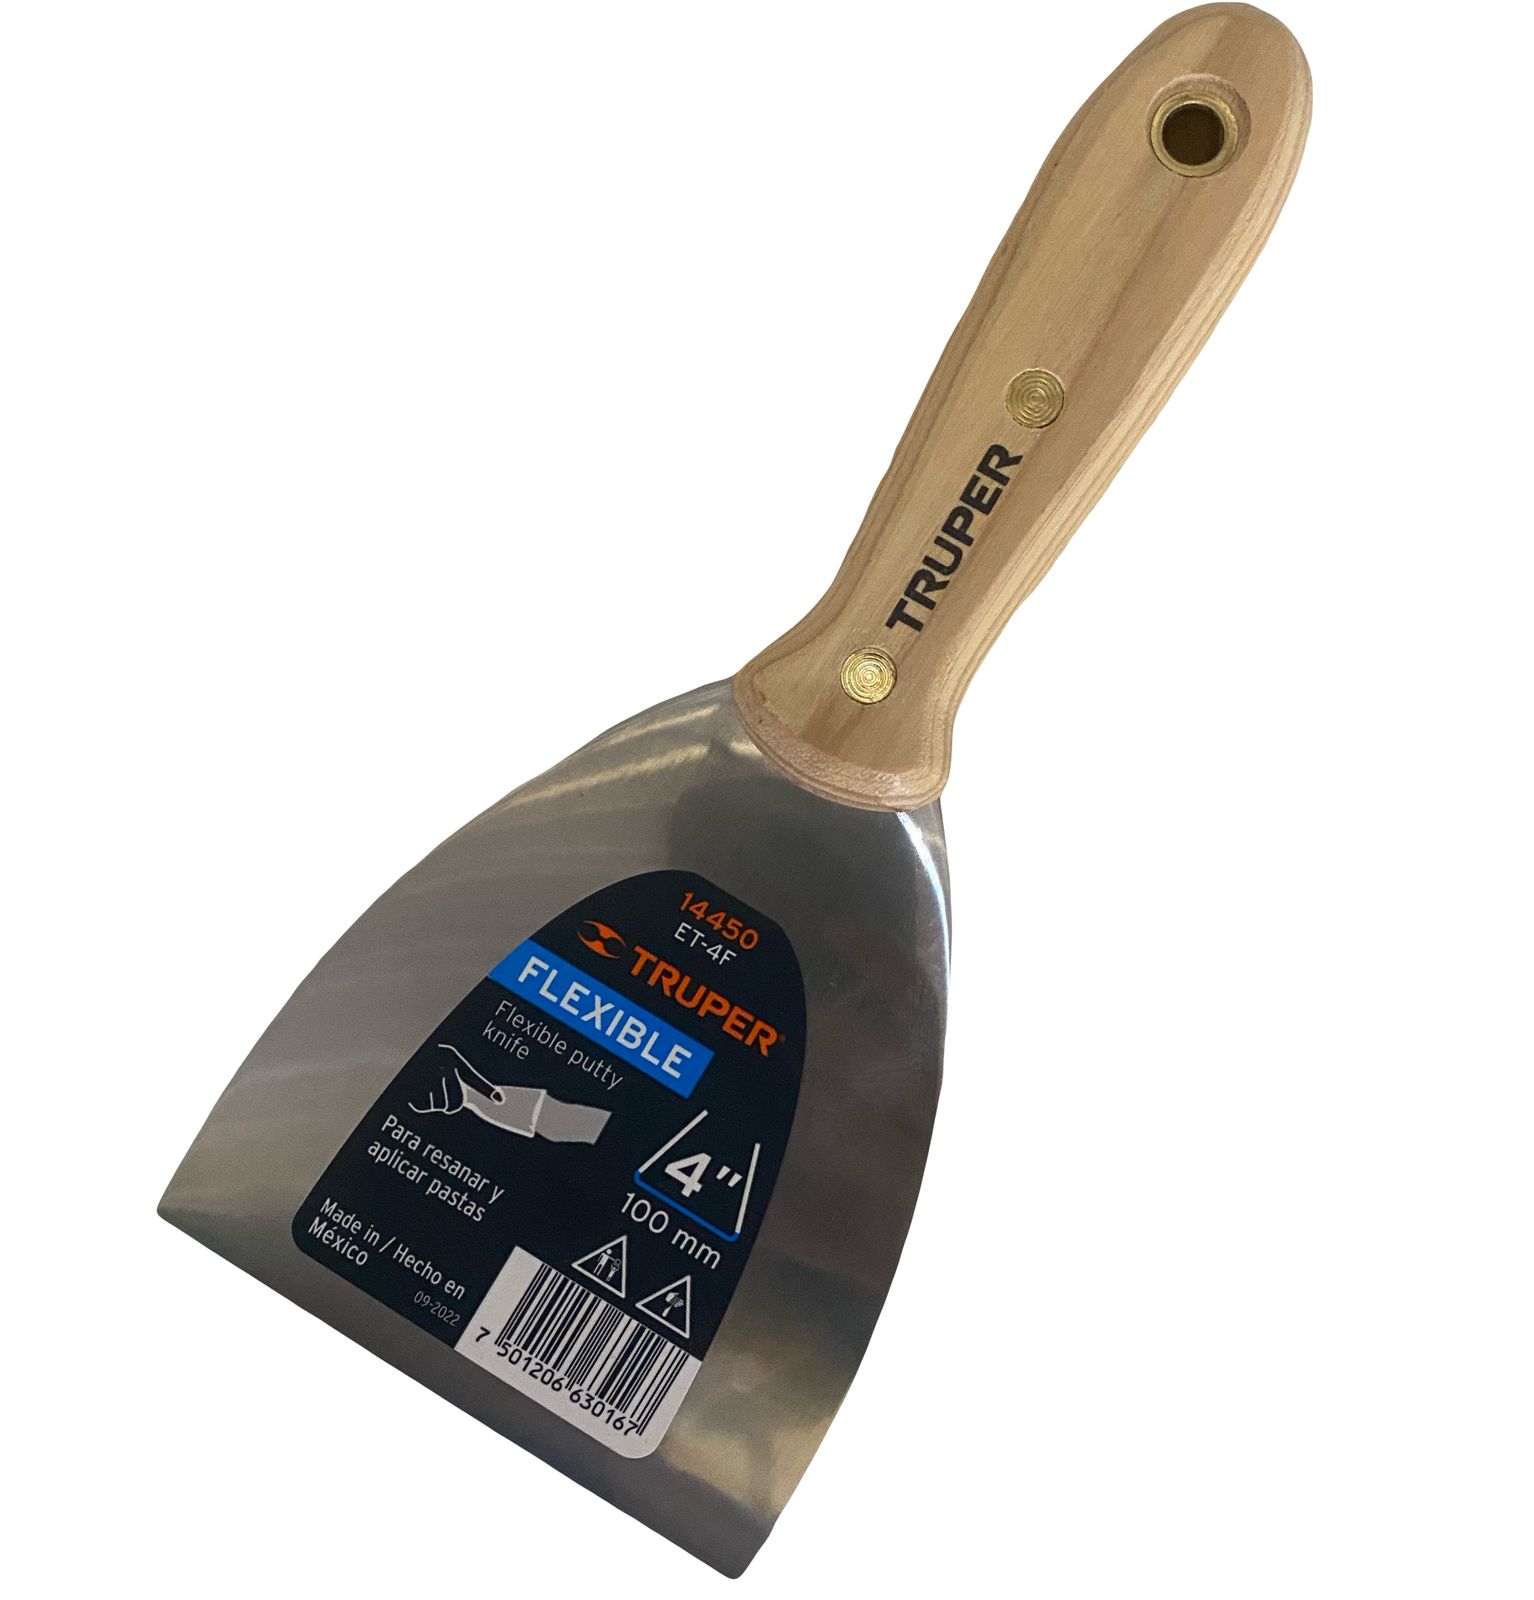 TRUPER
14450
ET-4F
TRUPER®
FLEXIBLE
Flexible putty
knife
Para resanar y
aplicar pastas
4"
100 mm
Made in / Hecho en
México
09-2022
7 501206 630167